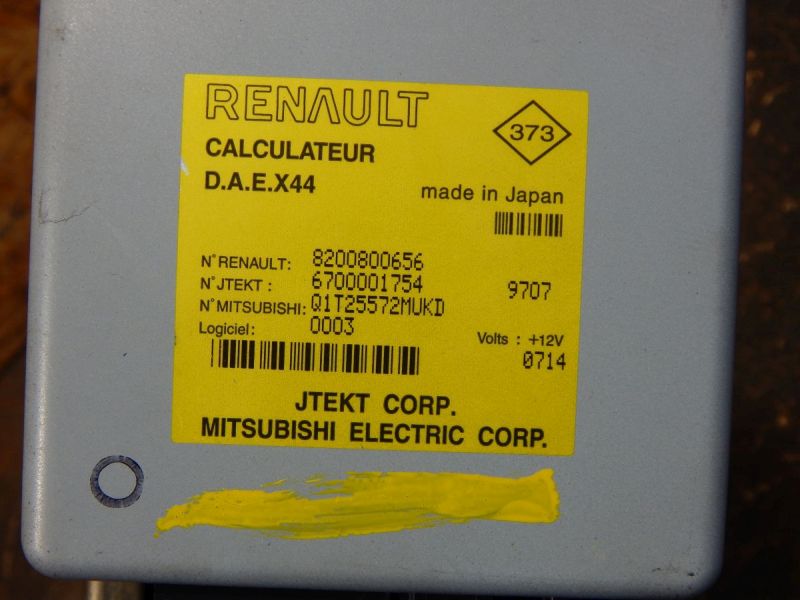 RENAULT
373
CALCULATEUR
D.A.E.X44
made in Japan
N° RENAULT: 8200800656
N° JTEKT : 6700001754
9707
N° MITSUBISHI: Q1T25572MUKD
Logiciel: 0003
Volts : +12V
0714
JTEKT CORP.
MITSUBISHI ELECTRIC CORP.